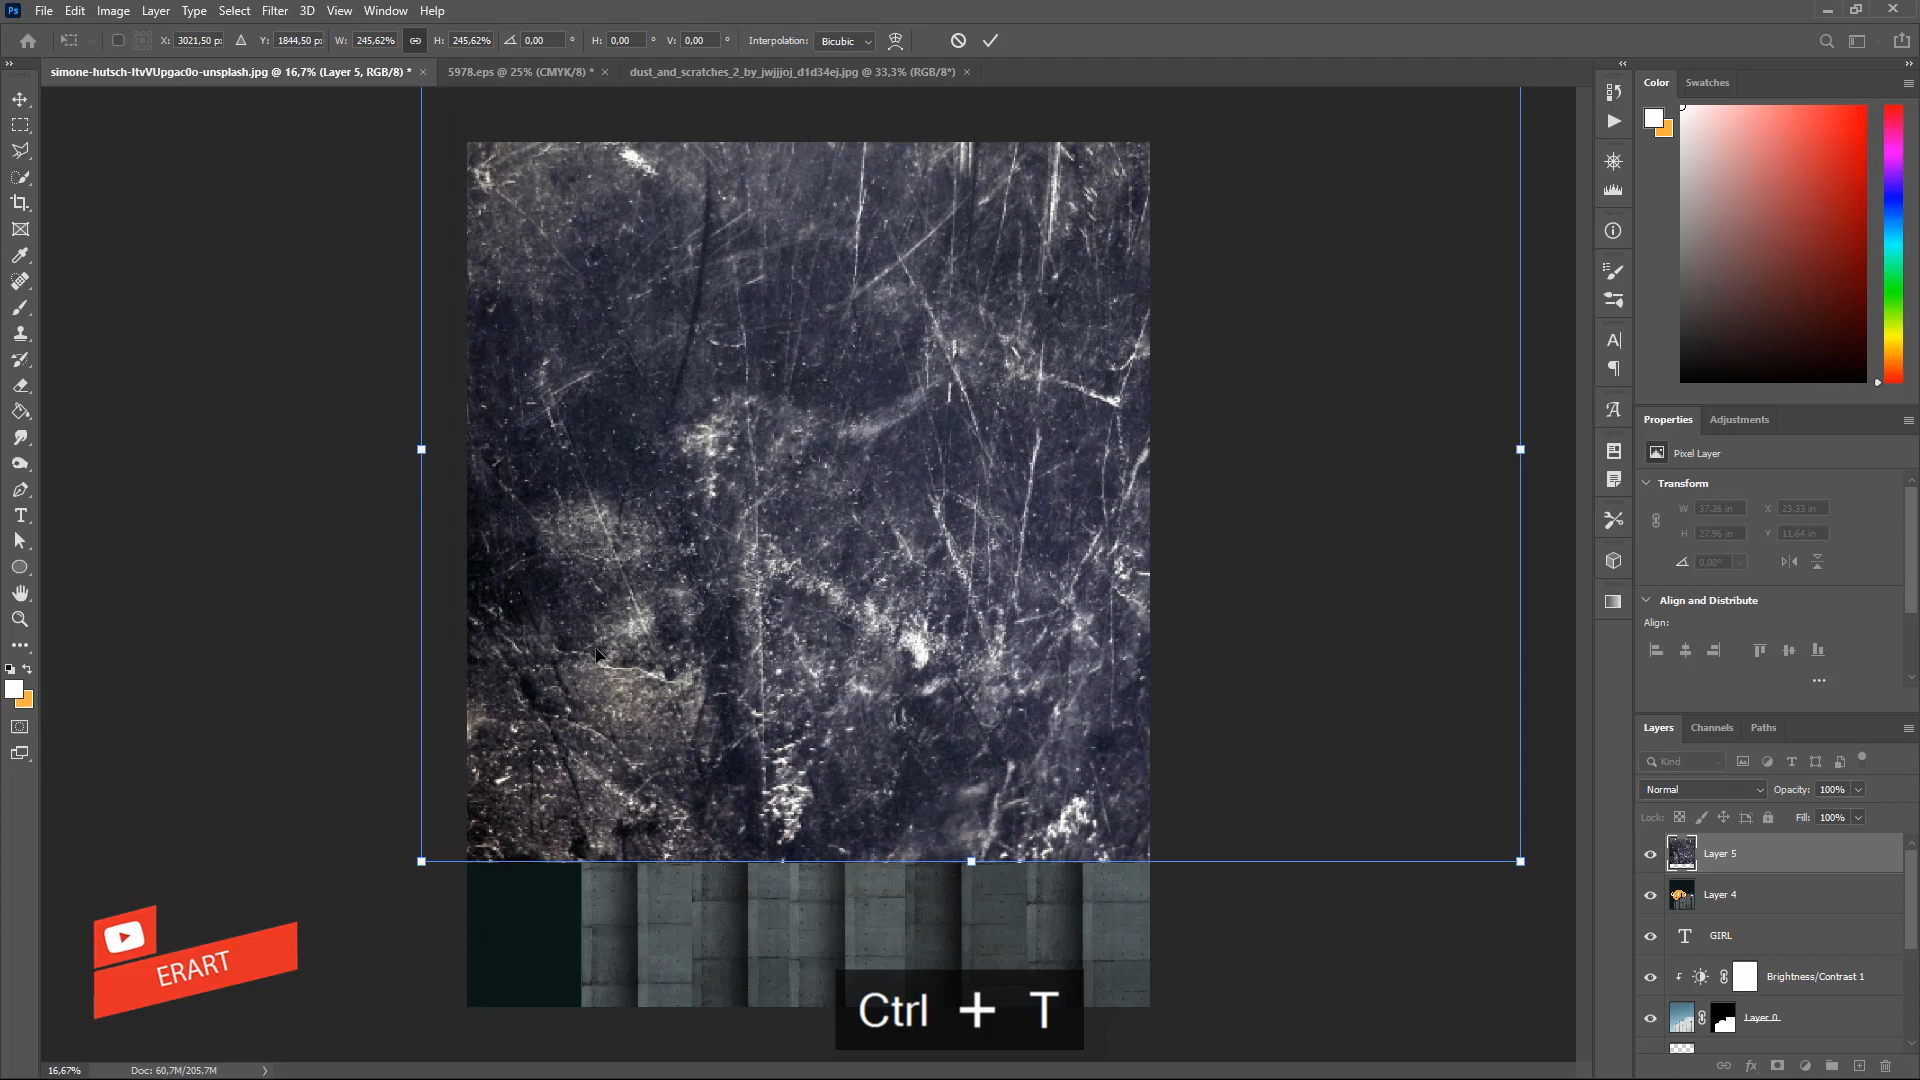 Ps File Edit Image Layer Type Select Filter 3D View Window Help
X: 3021,50 px Y: 1844,50 px W: 245,62% H: 245,62% 0,00 ° H: 0,00 ° V: 0,00 ° Interpolation: Bicubic
simone-hutsch-ItvVUpgac0o-unsplash.jpg @ 16,7% (Layer 5, RGB/8) * × 5978.eps @ 25% (CMYK/8) * × dust_and_scratches_2_by_jwjjjoj_d1d34ej.jpg @ 33,3% (RGB/8*) ×
Color Swatches
Properties Adjustments
Pixel Layer
Transform
W 37,26 in X 23,33 in
H 27,96 in Y 11,64 in
0,00°
Align and Distribute
Align:
Layers Channels Paths
Kind
Normal Opacity: 100%
Lock: Fill: 100%
Layer 5
Layer 4
T GIRL
Brightness/Contrast 1
Layer 0
ERART
Ctrl + T
16,67% Doc: 60,7M/205,7M